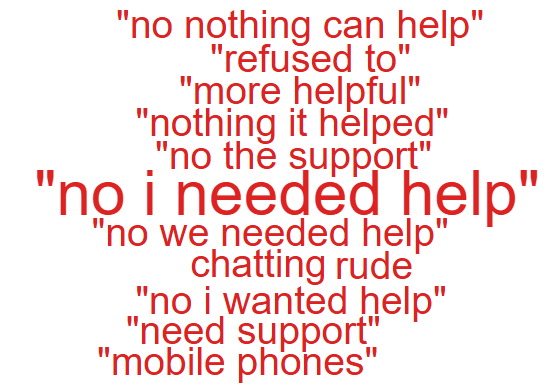 "no nothing can help"
"refused to"
"more helpful"
"nothing it helped"
"no the support"
"no i needed help"
"no we needed help"
chatting rude
"no i wanted help"
"need support"
"mobile phones"